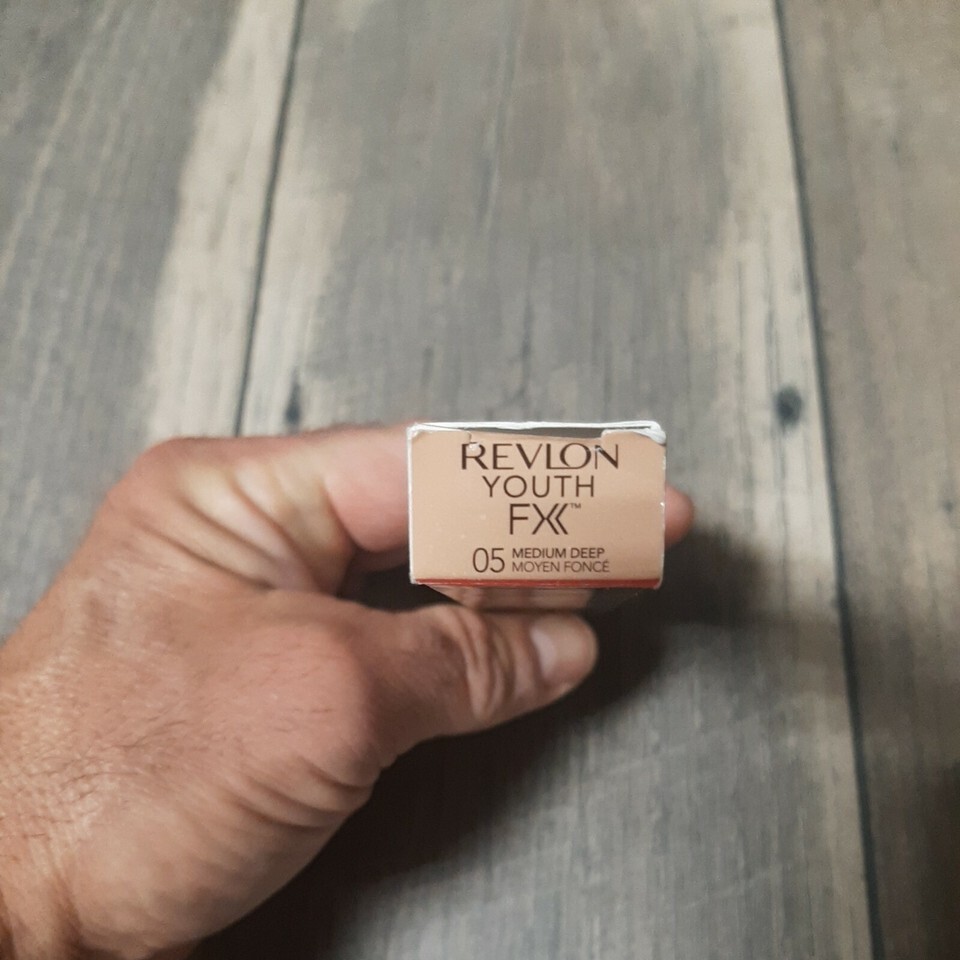 REVLON
YOUTH
FX™
05 MEDIUM DEEP
MOYEN FONCÉ